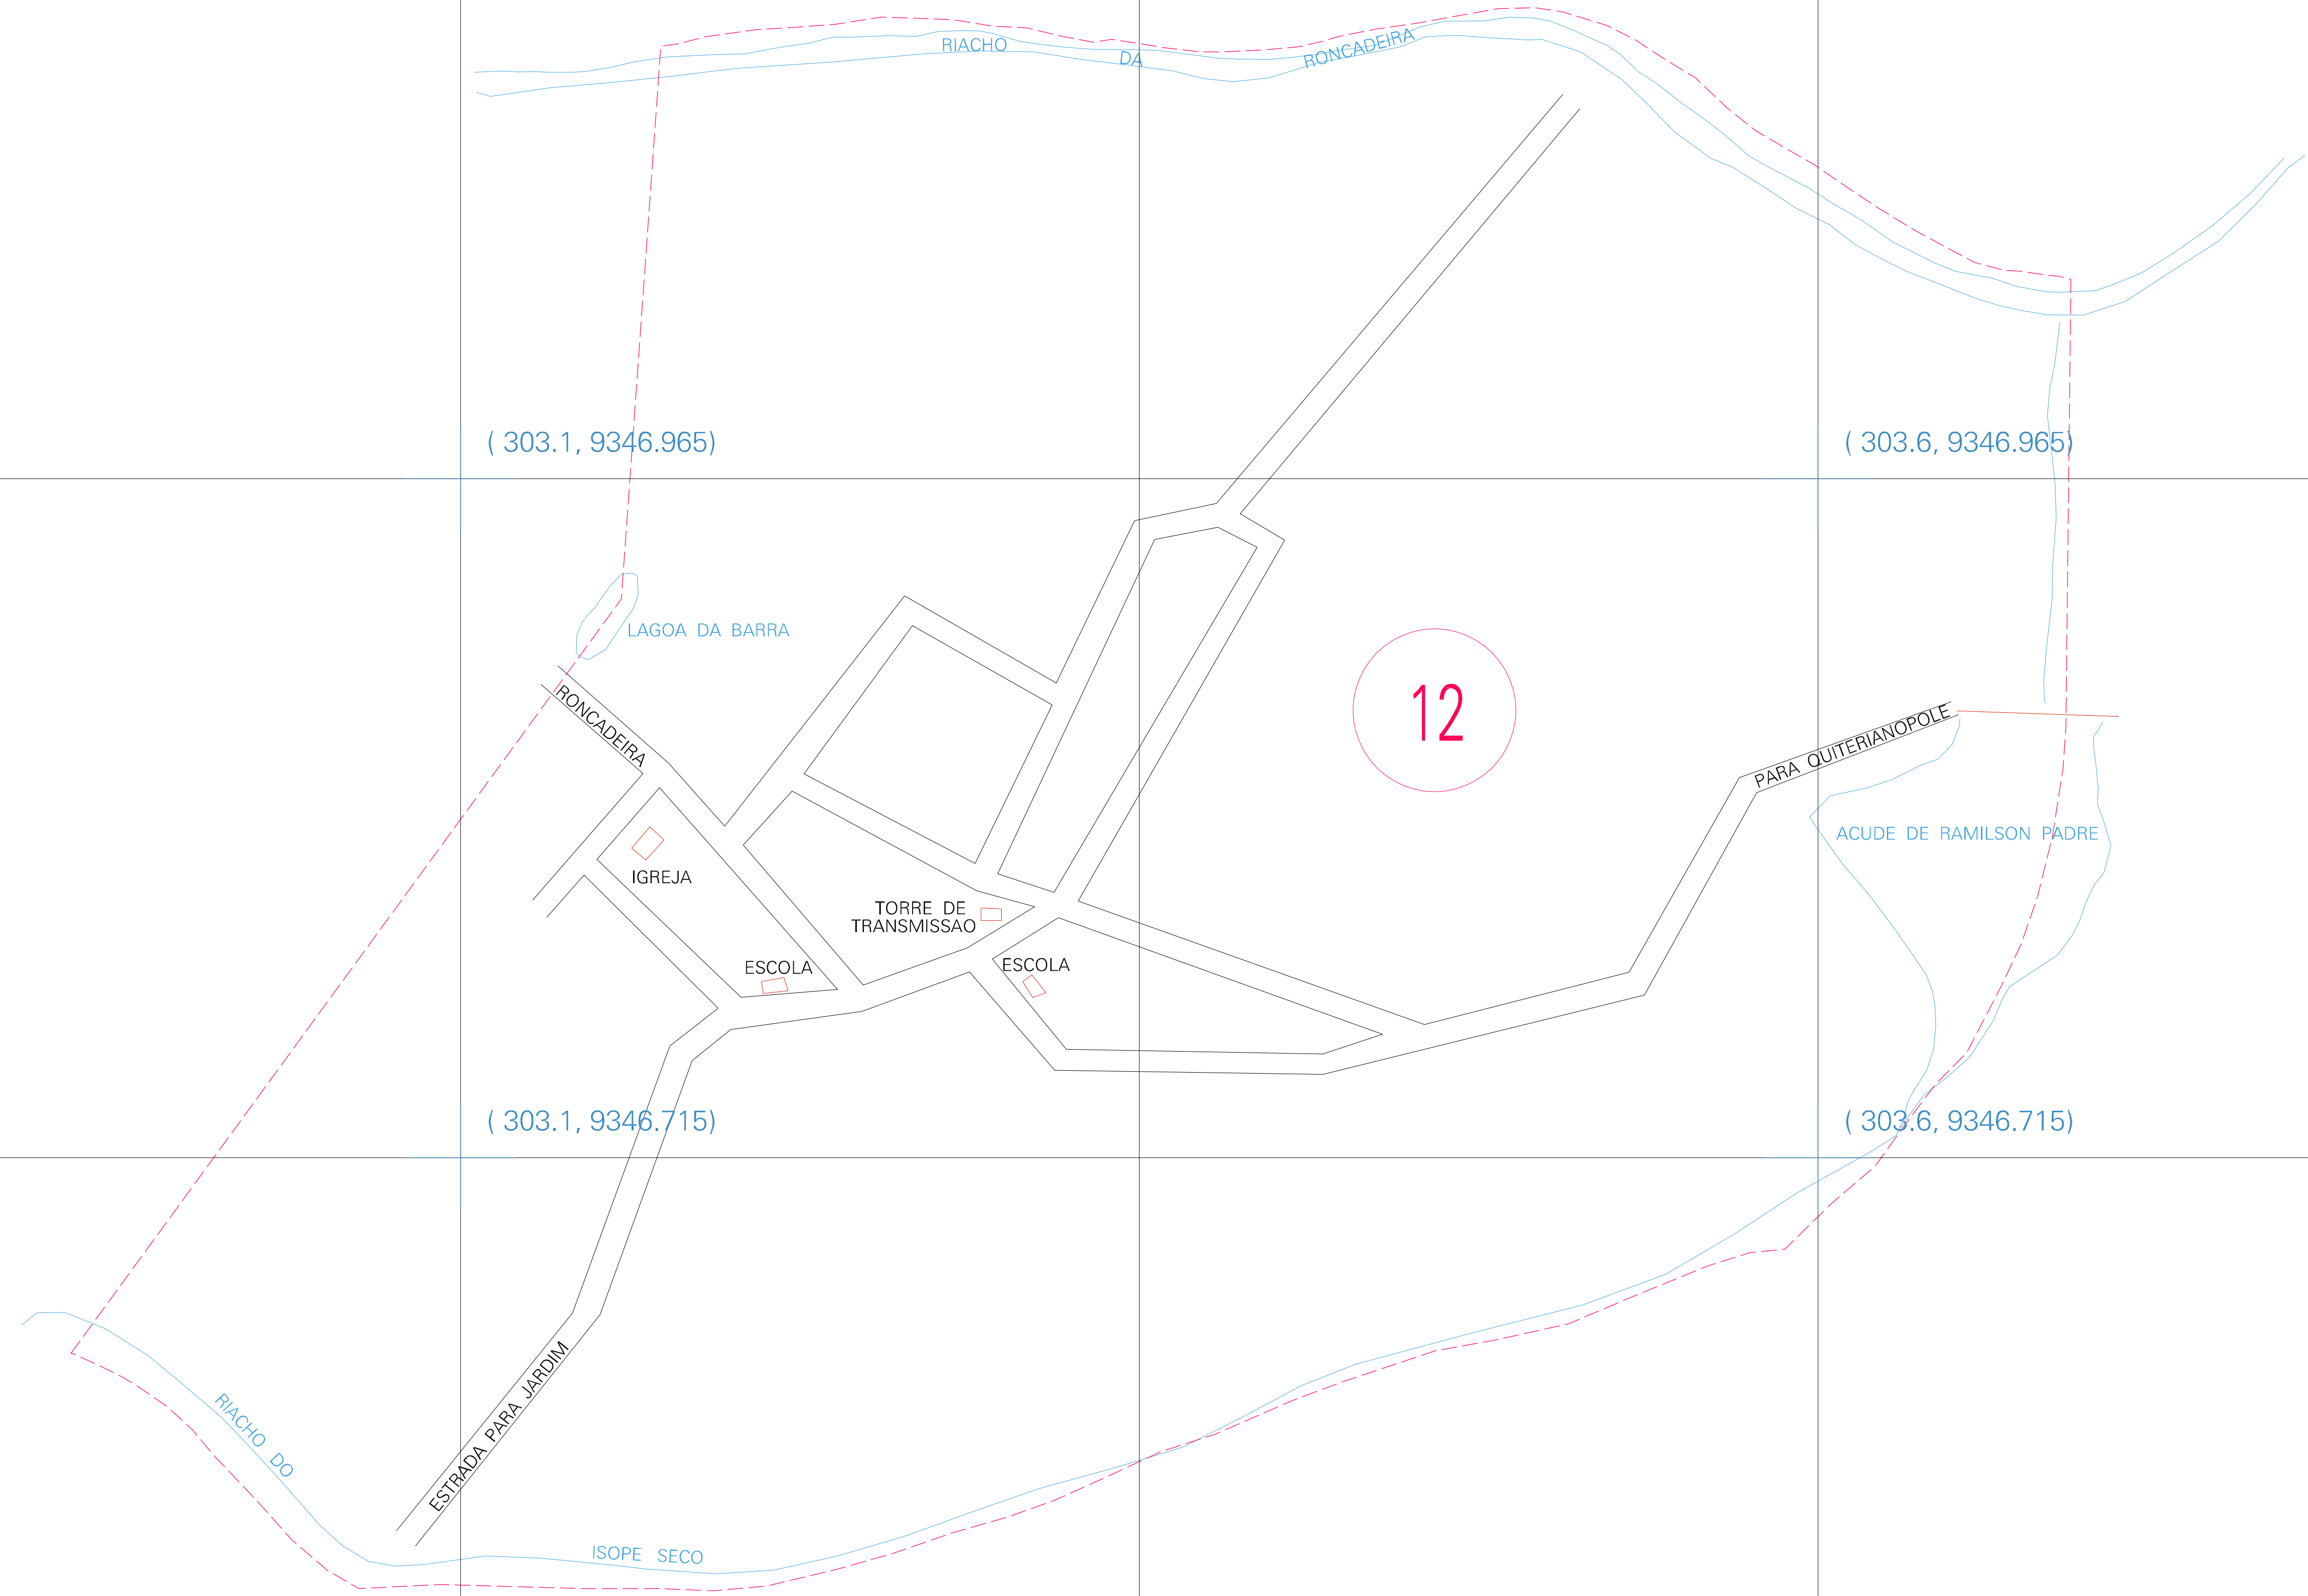 RIACHO DA RONCADEIRA
( 303.1, 9346.965)
( 303.6, 9346.965)
LAGOA DA BARRA
RONCADEIRA
12
PARA QUITERIANOPOLE
ACUDE DE RAMILSON PADRE
IGREJA
TORRE DE
TRANSMISSAO
ESCOLA
ESCOLA
( 303.1, 9346.715)
( 303.6, 9346.715)
ESTRADA PARA JARDIM
RIACHO DO
ISOPE SECO